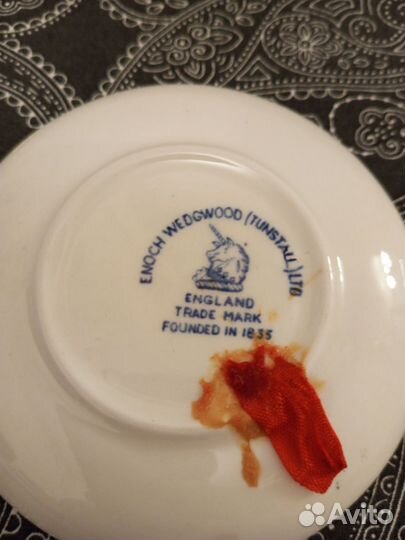 ENOCH WEDGWOOD (TUNSTALL) LTD
ENGLAND
TRADE MARK
FOUNDED IN 1835
Avito